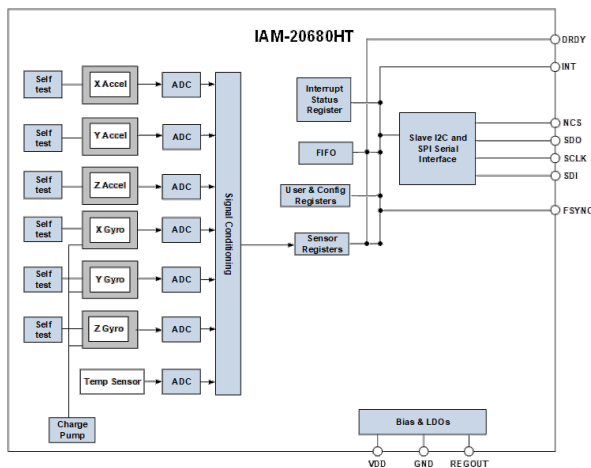 IAM-20680HT
DRDY
INT
Self
test
X Accel
ADC
Interrupt
Status
Register
NCS
SDO
SCLK
SDI
Slave I2C and
SPI Serial
Interface
Self
test
Y Accel
ADC
FIFO
Self
test
Z Accel
ADC
User & Config
Registers
FSYNC
Self
test
X Gyro
ADC
Signal Conditioning
Sensor
Registers
Self
test
Y Gyro
ADC
Self
test
Z Gyro
ADC
Temp Sensor
ADC
Charge
Pump
Bias & LDOs
VDD
GND
REGOUT